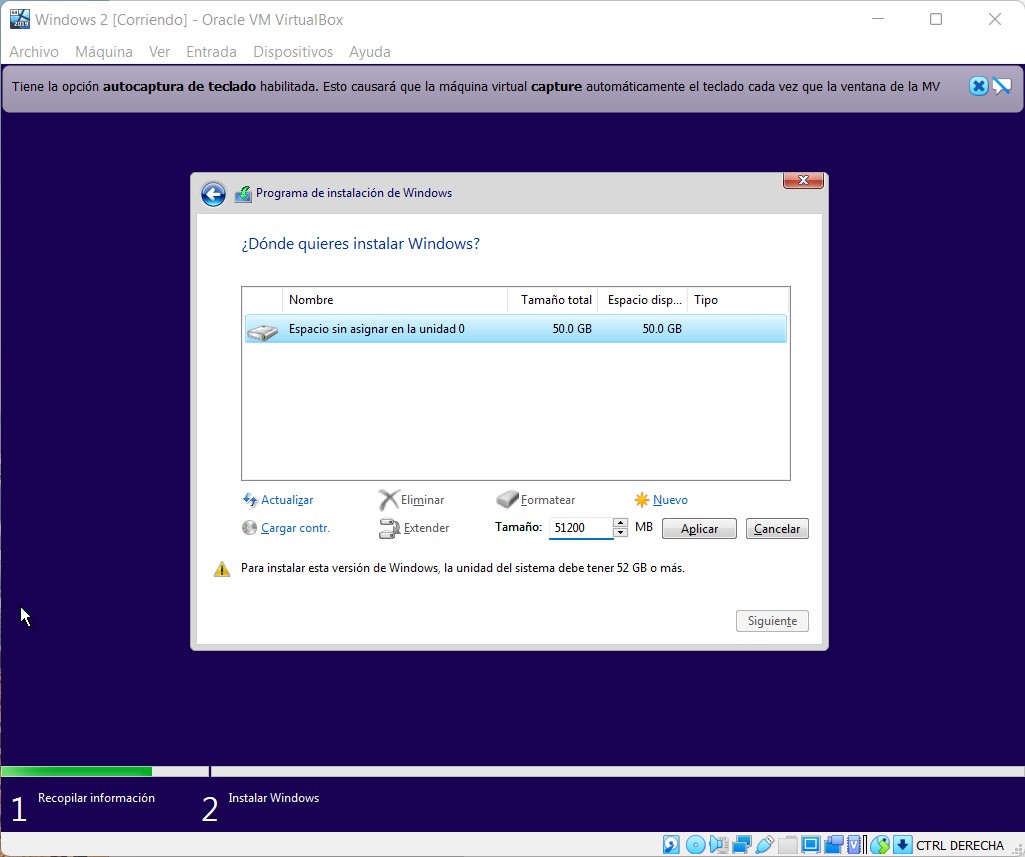 Windows 2 [Corriendo] - Oracle VM VirtualBox
Archivo Máquina Ver Entrada Dispositivos Ayuda
Tiene la opción autocaptura de teclado habilitada. Esto causará que la máquina virtual capture automáticamente el teclado cada vez que la ventana de la MV
Programa de instalación de Windows
¿Dónde quieres instalar Windows?
Nombre Tamaño total Espacio disp... Tipo
Espacio sin asignar en la unidad 0 50.0 GB 50.0 GB
Actualizar Eliminar Formatear Nuevo
Cargar contr. Extender Tamaño: 51200 MB Aplicar Cancelar
Para instalar esta versión de Windows, la unidad del sistema debe tener 52 GB o más.
Siguiente
1 Recopilar información 2 Instalar Windows
CTRL DERECHA